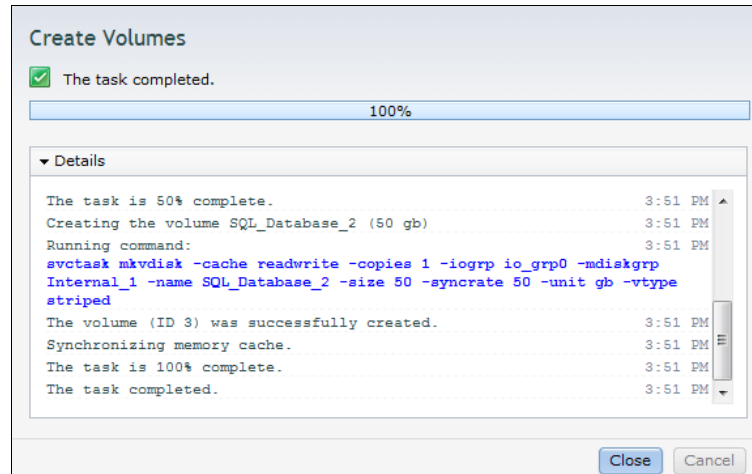 Create Volumes
The task completed.
100%
Details
The task is 50% complete. 3:51 PM
Creating the volume SQL_Database_2 (50 gb) 3:51 PM
Running command: 3:51 PM
svctask mkvdisk -cache readwrite -copies 1 -iogrp io_grp0 -mdiskgrp
Internal_1 -name SQL_Database_2 -size 50 -syncrate 50 -unit gb -vtype
striped
The volume (ID 3) was successfully created. 3:51 PM
Synchronizing memory cache. 3:51 PM
The task is 100% complete. 3:51 PM
The task completed. 3:51 PM
Close Cancel